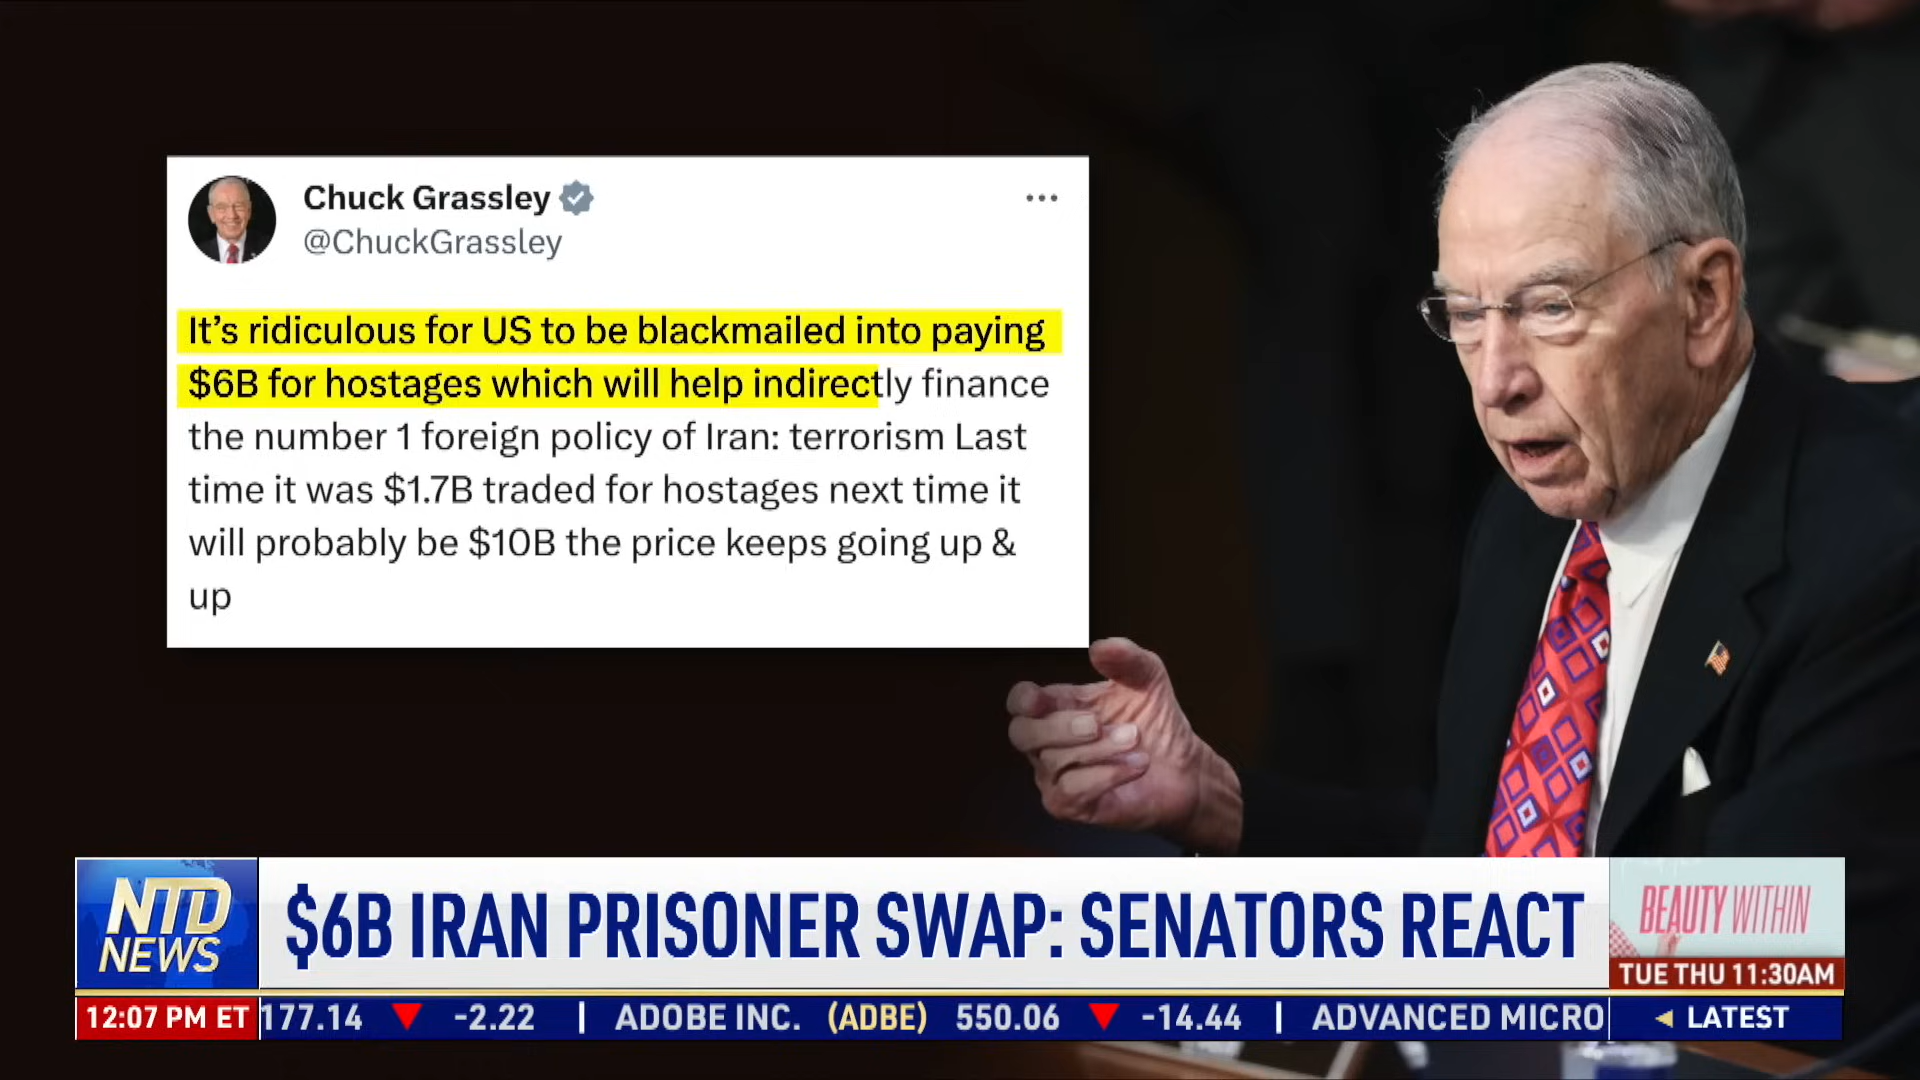 Chuck Grassley
@ChuckGrassley
It's ridiculous for US to be blackmailed into paying
$6B for hostages which will help indirectly finance
the number 1 foreign policy of Iran: terrorism Last
time it was $1.7B traded for hostages next time it
will probably be $10B the price keeps going up &
up
NTD
NEWS
$6B IRAN PRISONER SWAP: SENATORS REACT
BEAUTY WITHIN
TUE THU 11:30AM
12:07 PM ET 177.14 ▼ -2.22 | ADOBE INC. (ADBE) 550.06 ▼ -14.44 | ADVANCED MICRO ◄ LATEST